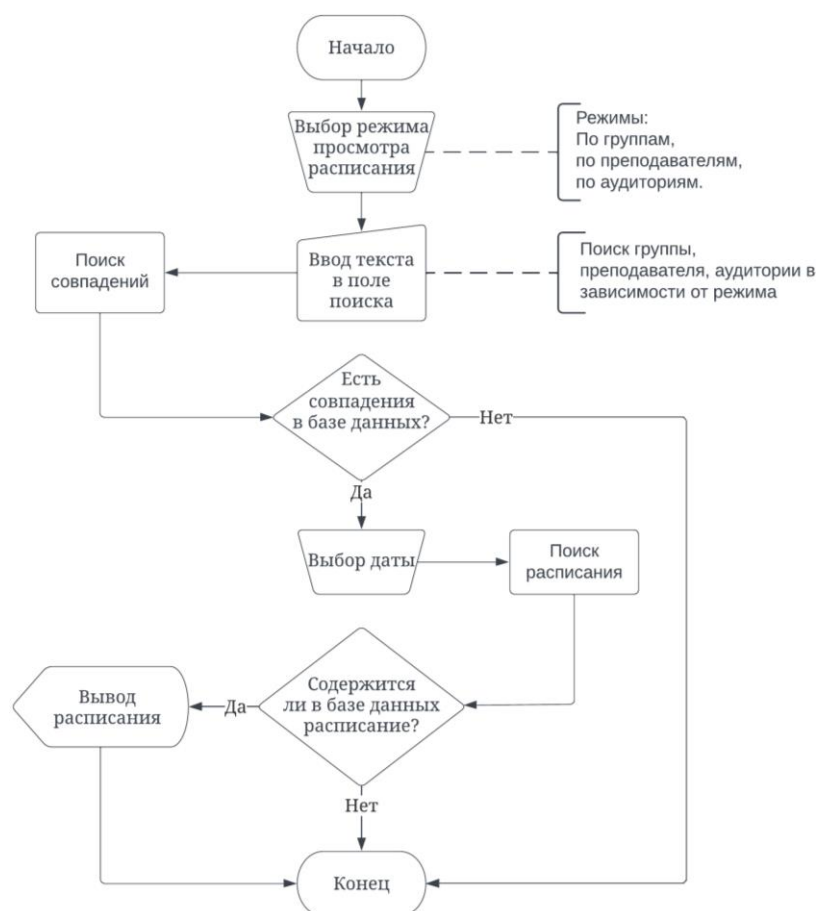 Начало
Выбор режима
просмотра
расписания
Режимы:
По группам,
по преподавателям,
по аудиториям.
Поиск
совпадений
Ввод текста
в поле
поиска
Поиск группы,
преподавателя, аудитории в
зависимости от режима
Есть
совпадения
в базе данных?
Нет
Да
Выбор даты
Поиск
расписания
Содержится
ли в базе данных
расписание?
Да
Вывод
расписания
Нет
Конец